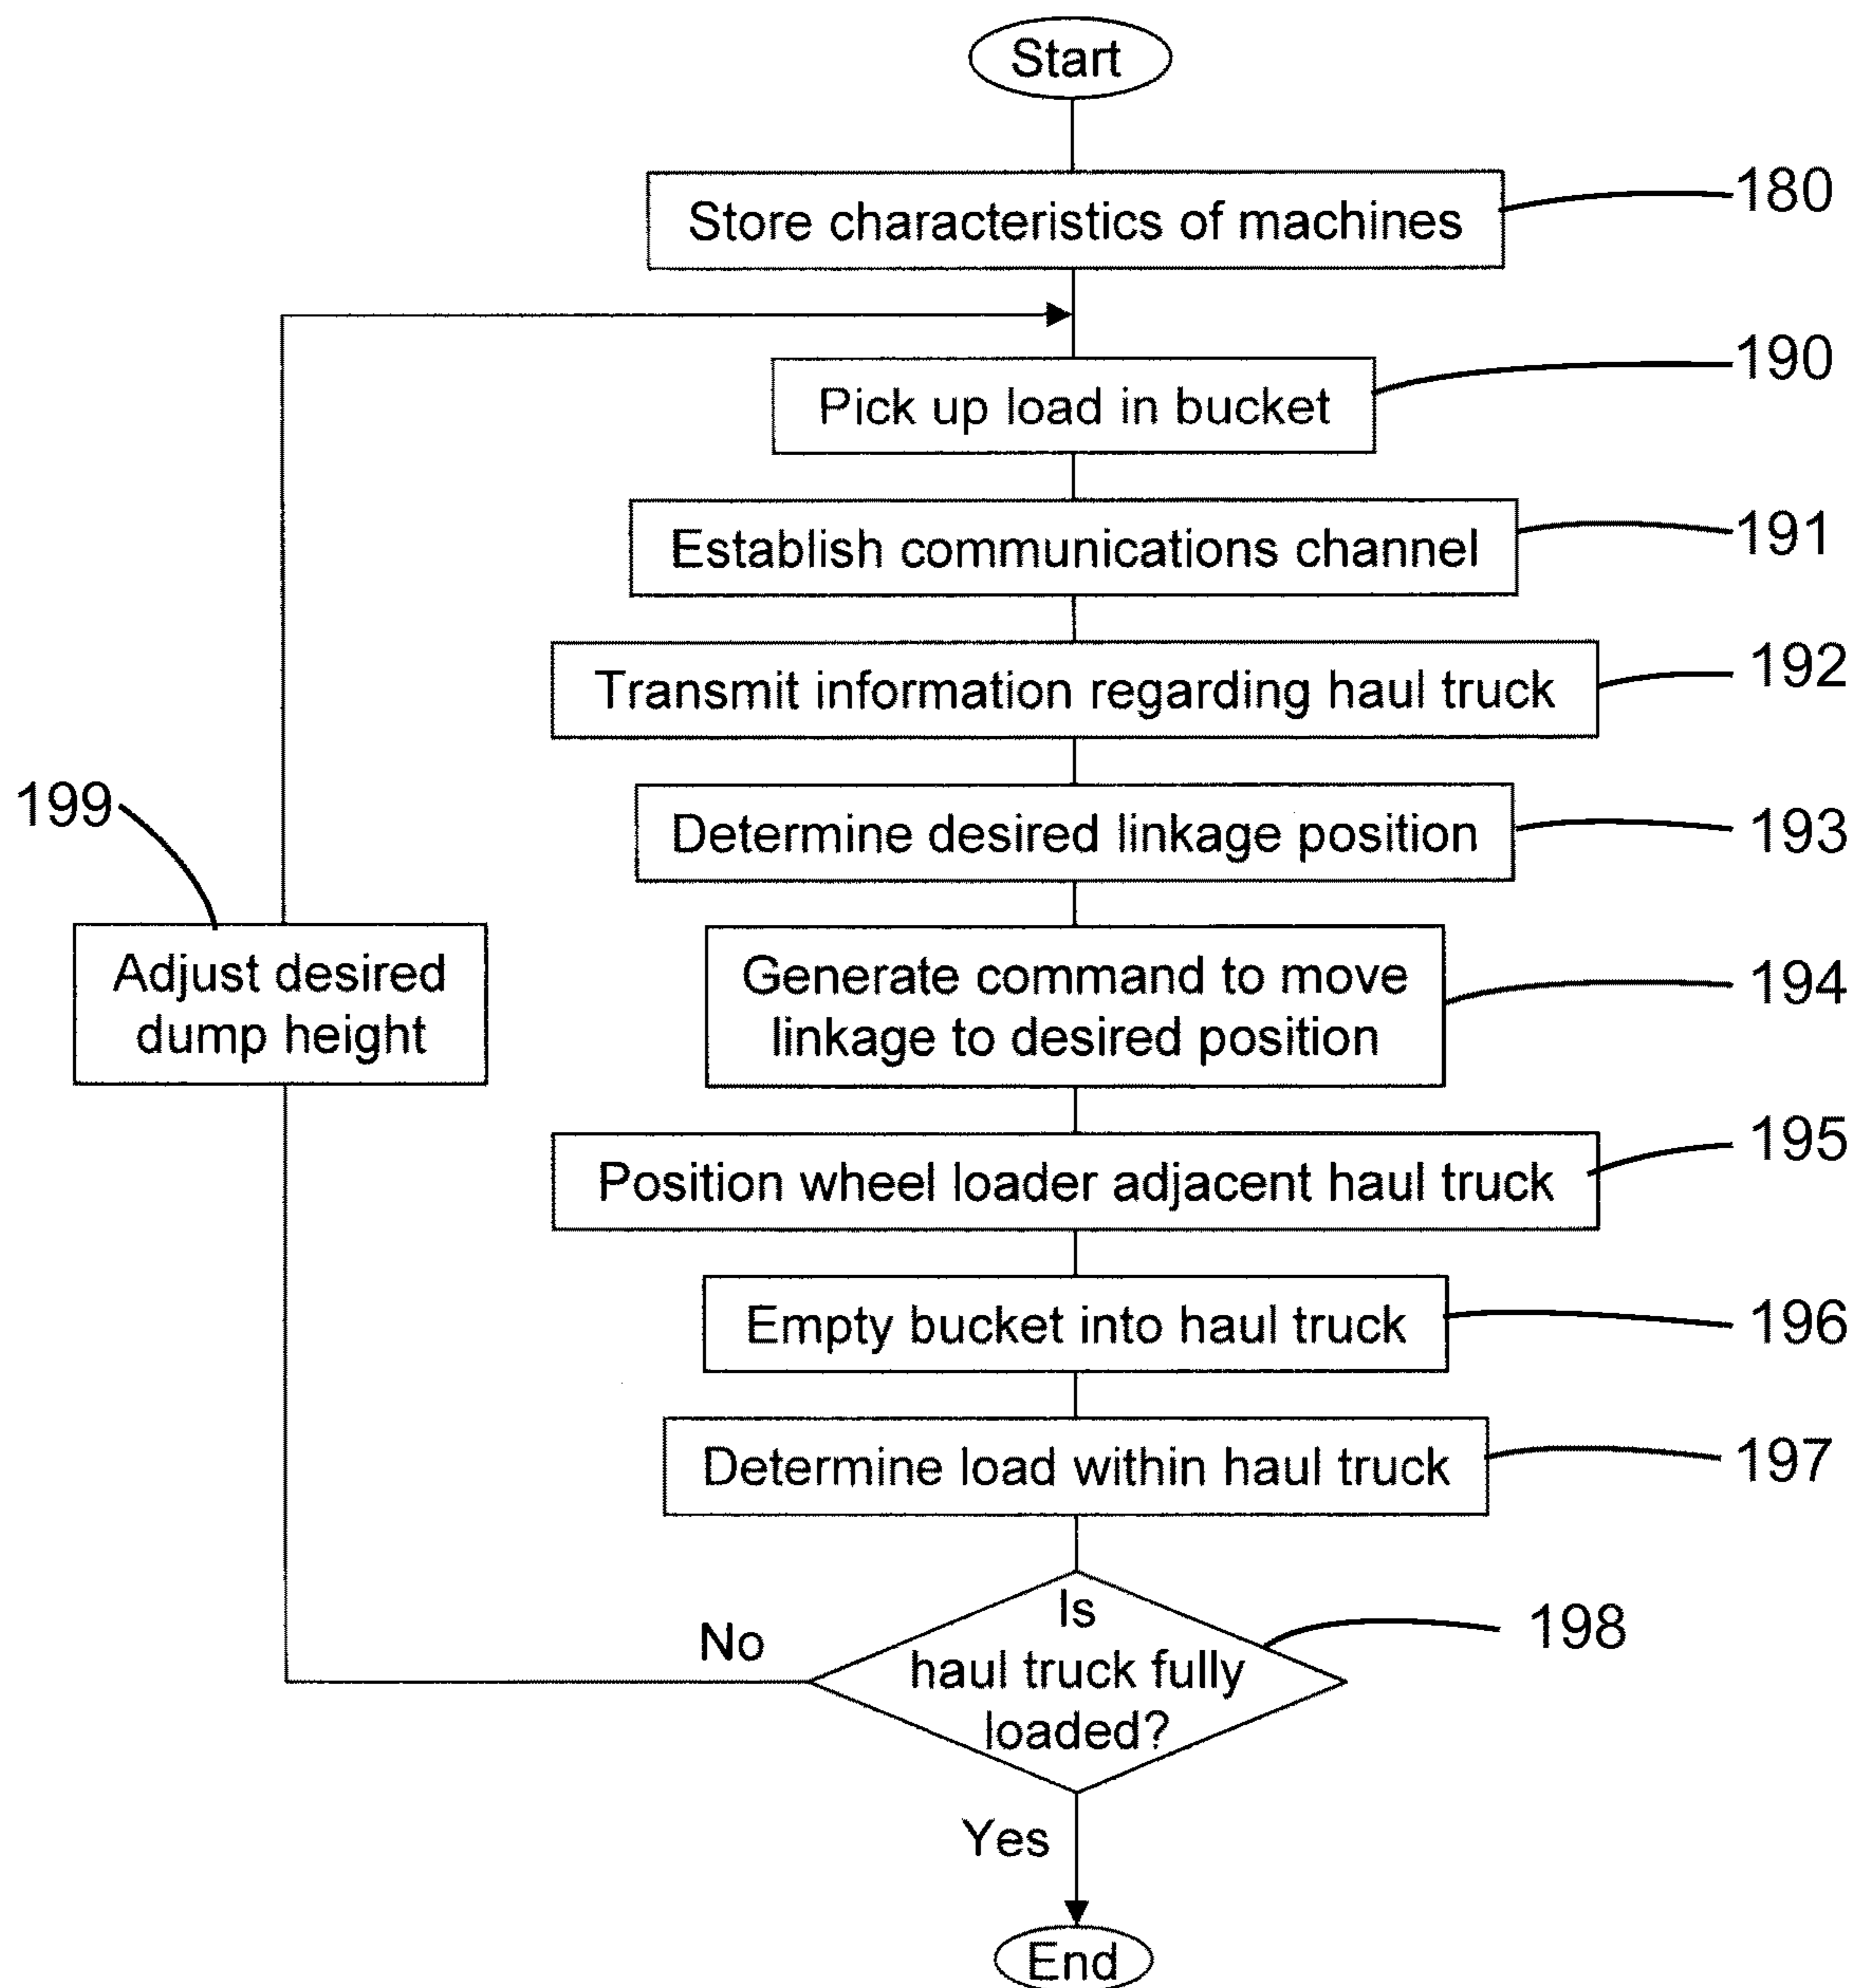 Start
Store characteristics of machines
180
Pick up load in bucket
190
Establish communications channel
191
Transmit information regarding haul truck
192
Determine desired linkage position
193
199
Adjust desired
dump height
Generate command to move
linkage to desired position
194
Position wheel loader adjacent haul truck
195
Empty bucket into haul truck
196
Determine load within haul truck
197
Is
haul truck fully
loaded?
198
No
Yes
End